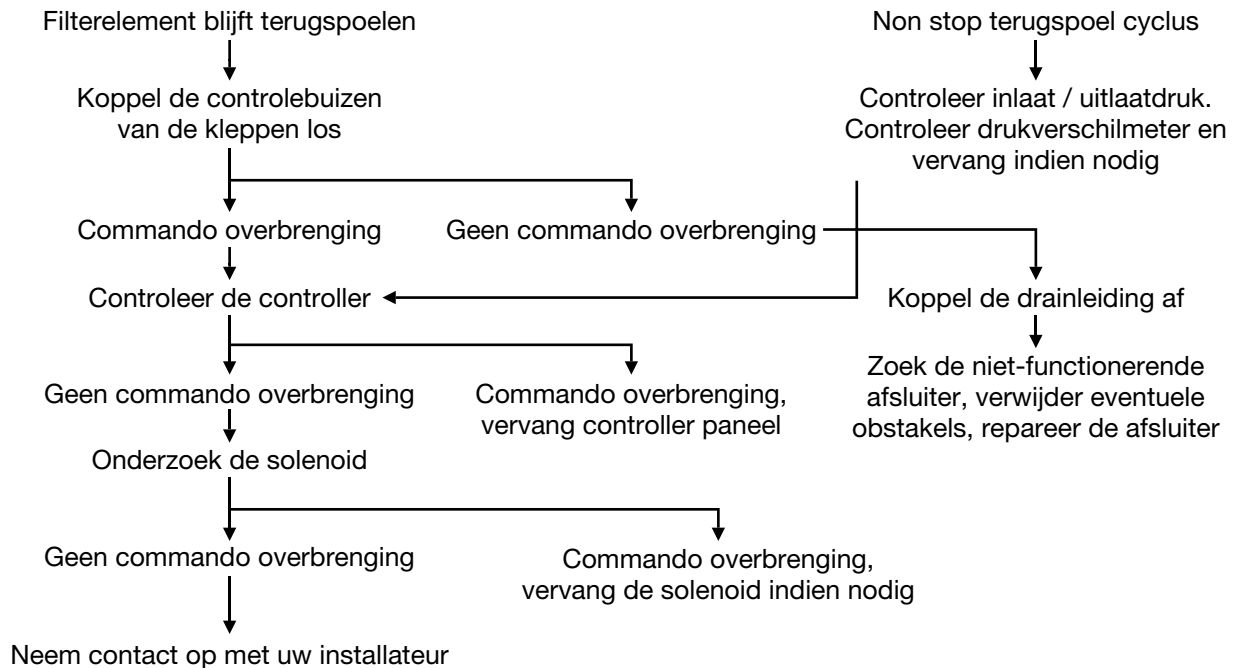 Filterelement blijft terugspoelen
Non stop terugspoel cyclus
Koppel de controlebuizen
van de kleppen los
Controleer inlaat / uitlaatdruk.
Controleer drukverschilmeter en
vervang indien nodig
Commando overbrenging
Geen commando overbrenging
Controleer de controller
Koppel de drainleiding af
Geen commando overbrenging
Commando overbrenging,
vervang controller paneel
Zoek de niet-functionerende
afsluiter, verwijder eventuele
obstakels, repareer de afsluiter
Onderzoek de solenoid
Geen commando overbrenging
Commando overbrenging,
vervang de solenoid indien nodig
Neem contact op met uw installateur